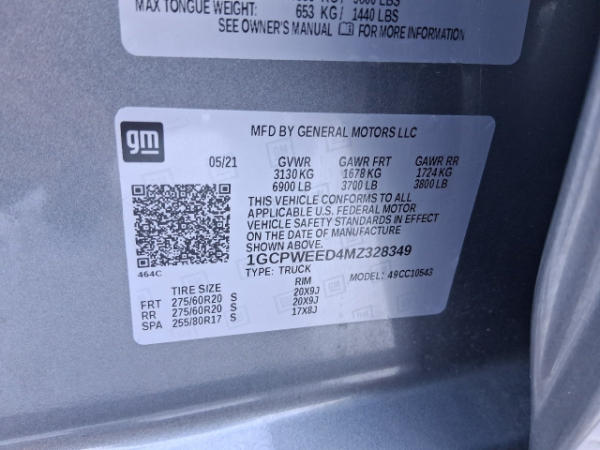 MAX TONGUE WEIGHT: 653 KG/ 1440 LBS
SEE OWNER'S MANUAL FOR MORE INFORMATION
gm
MFD BY GENERAL MOTORS LLC
05/21 GVWR GAWR FRT GAWR RR
3130 KG 1678 KG 1724 KG
6900 LB 3700 LB 3800 LB
THIS VEHICLE CONFORMS TO ALL
APPLICABLE U.S. FEDERAL MOTOR
VEHICLE SAFETY STANDARDS IN EFFECT
ON THE DATE OF MANUFACTURE
SHOWN ABOVE.
1GCPWEED4MZ328349
464C
TYPE: TRUCK MODEL: 49CC10543
TIRE SIZE RIM
FRT 275/60R20 S 20X9J
RR 275/60R20 S 20X9J
SPA 255/80R17 S 17X8J